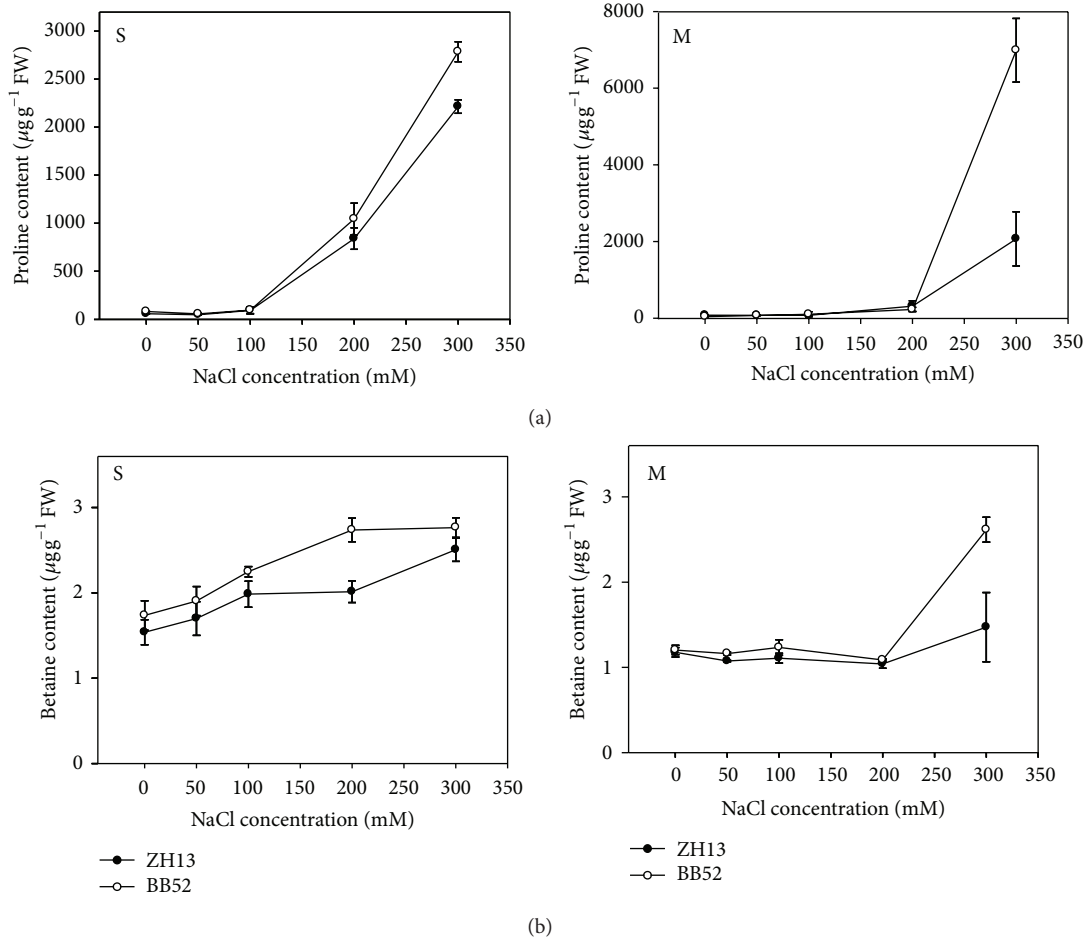 S
3000
2500
2000
1500
1000
500
0
Proline content (µgg⁻¹ FW)
0 50 100 150 200 250 300 350
NaCl concentration (mM)
M
8000
6000
4000
2000
0
Proline content (µgg⁻¹ FW)
0 50 100 150 200 250 300 350
NaCl concentration (mM)
(a)
S
3
2
1
0
Betaine content (µgg⁻¹ FW)
0 50 100 150 200 250 300 350
NaCl concentration (mM)
ZH13
BB52
M
3
2
1
0
Betaine content (µgg⁻¹ FW)
0 50 100 150 200 250 300 350
NaCl concentration (mM)
ZH13
BB52
(b)